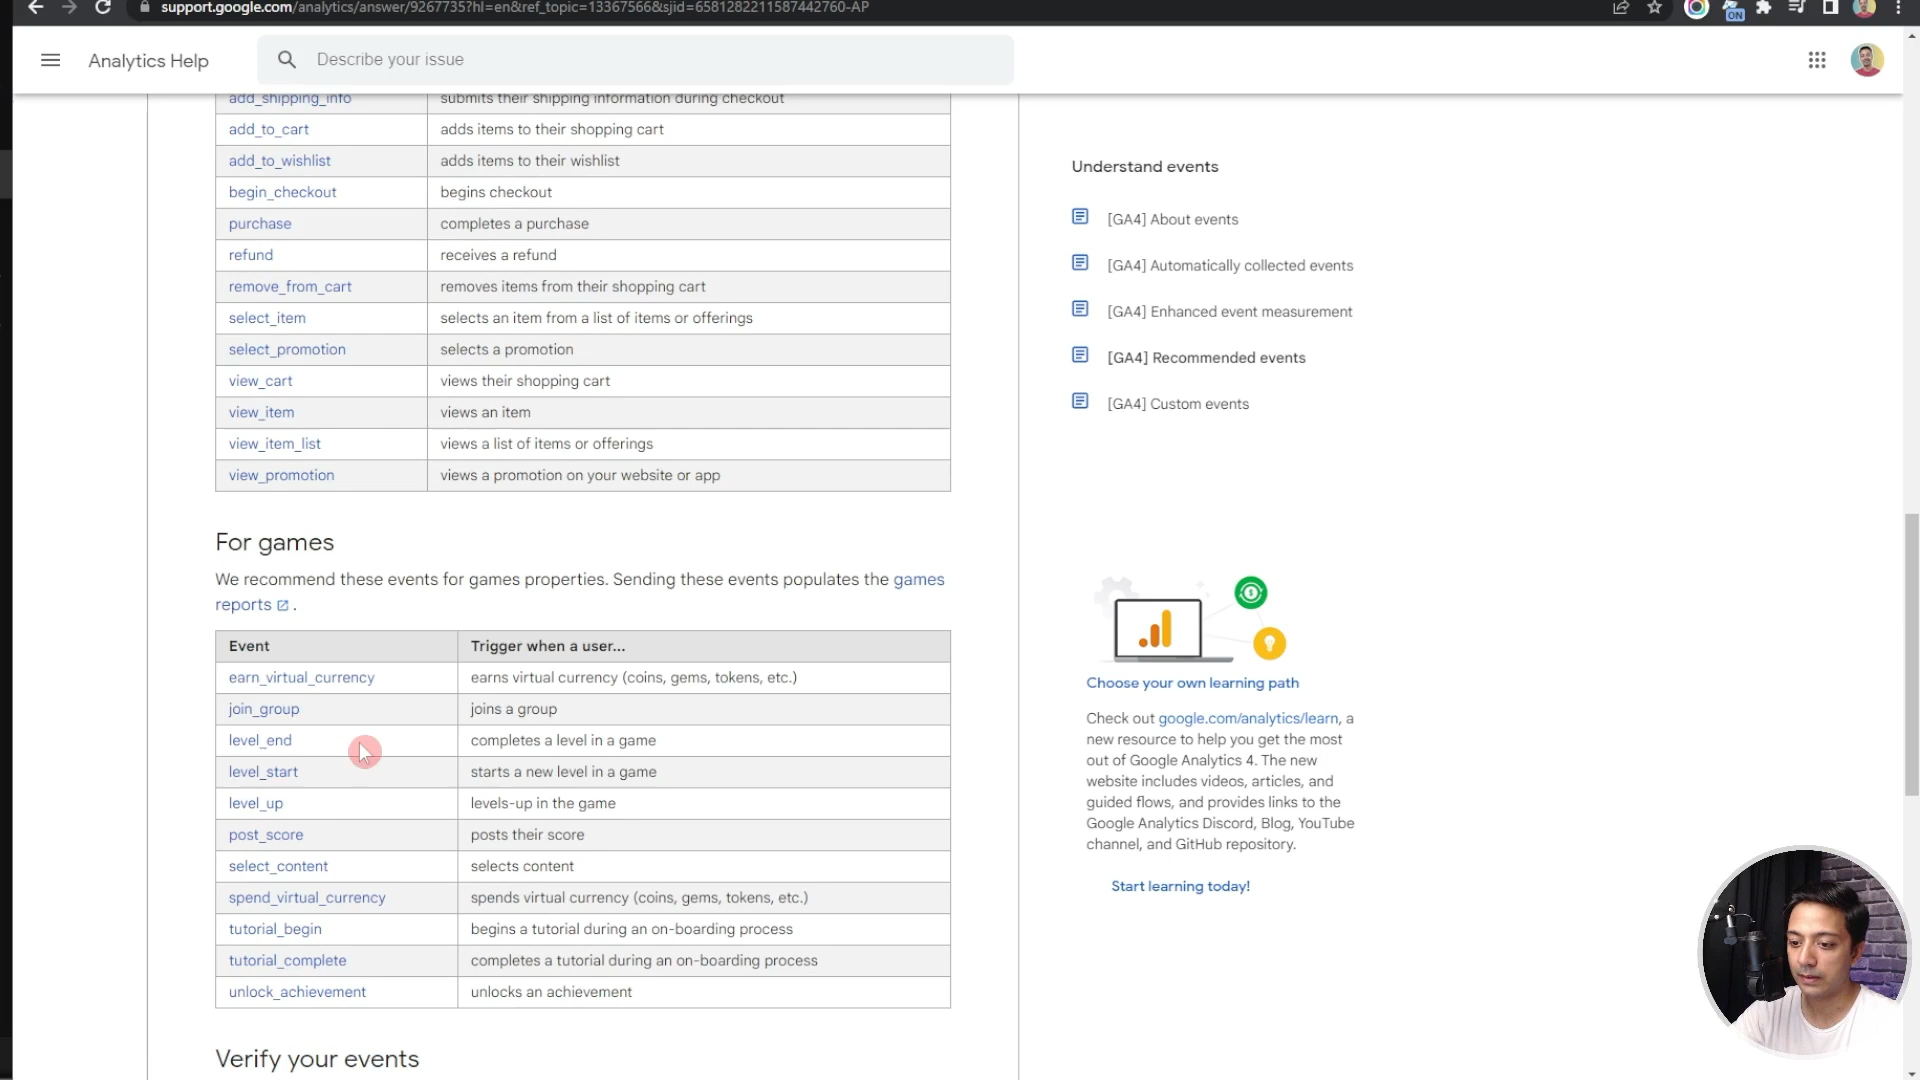 support.google.com/analytics/answer/9267735?hl=en&ref_topic=13367566&sjid=6581282211587442760-AP
ON
Analytics Help
Describe your issue
add_shipping_info submits their shipping information during checkout
add_to_cart adds items to their shopping cart
add_to_wishlist adds items to their wishlist
begin_checkout begins checkout
purchase completes a purchase
refund receives a refund
remove_from_cart removes items from their shopping cart
select_item selects an item from a list of items or offerings
select_promotion selects a promotion
view_cart views their shopping cart
view_item views an item
view_item_list views a list of items or offerings
view_promotion views a promotion on your website or app
For games
We recommend these events for games properties. Sending these events populates the games
reports .
Event Trigger when a user...
earn_virtual_currency earns virtual currency (coins, gems, tokens, etc.)
join_group joins a group
level_end completes a level in a game
level_start starts a new level in a game
level_up levels-up in the game
post_score posts their score
select_content selects content
spend_virtual_currency spends virtual currency (coins, gems, tokens, etc.)
tutorial_begin begins a tutorial during an on-boarding process
tutorial_complete completes a tutorial during an on-boarding process
unlock_achievement unlocks an achievement
Verify your events
Understand events
[GA4] About events
[GA4] Automatically collected events
[GA4] Enhanced event measurement
[GA4] Recommended events
[GA4] Custom events
Choose your own learning path
Check out google.com/analytics/learn, a
new resource to help you get the most
out of Google Analytics 4. The new
website includes videos, articles, and
guided flows, and provides links to the
Google Analytics Discord, Blog, YouTube
channel, and GitHub repository.
Start learning today!